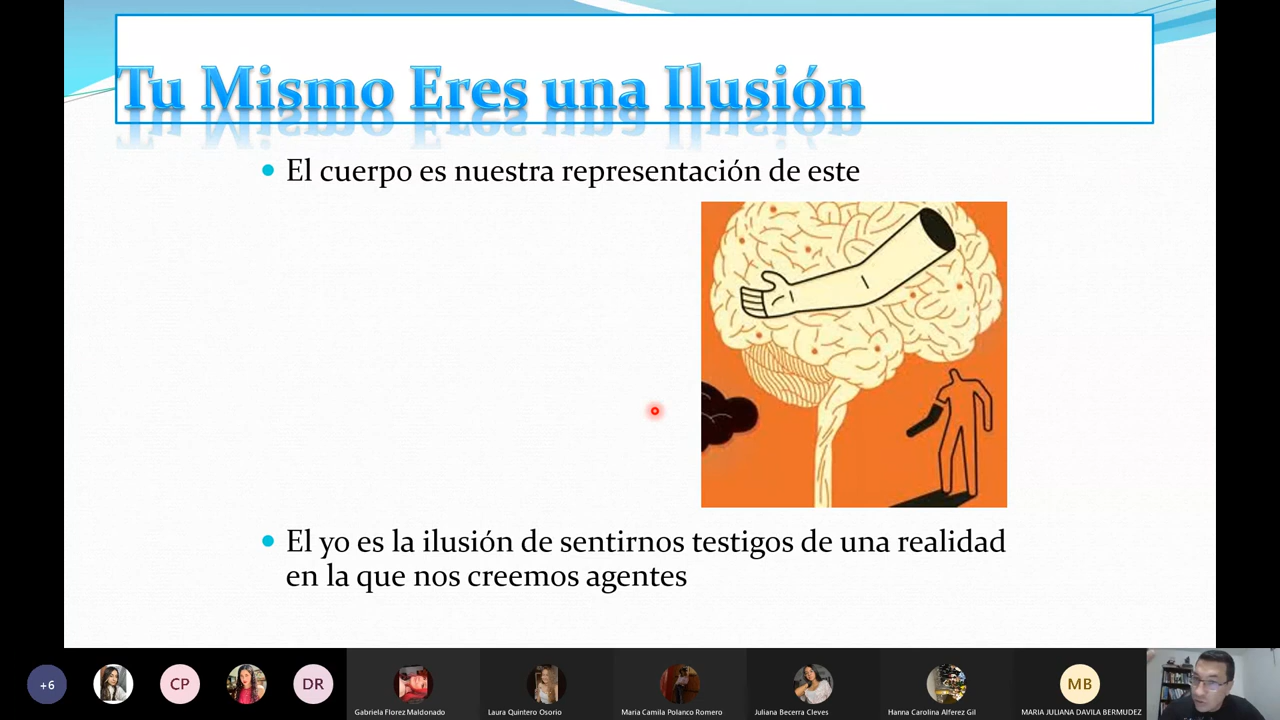 Tu Mismo Eres una Ilusión
El cuerpo es nuestra representación de este
El yo es la ilusión de sentirnos testigos de una realidad
en la que nos creemos agentes
+6
CP
DR
MB
Gabriela Florez Maldonado
Laura Quintero Osorio
Maria Camila Polanco Romero
Juliana Becerra Cleves
Hanna Carolina Alferez Gil
MARIA JULIANA DAVILA BERMUDEZ